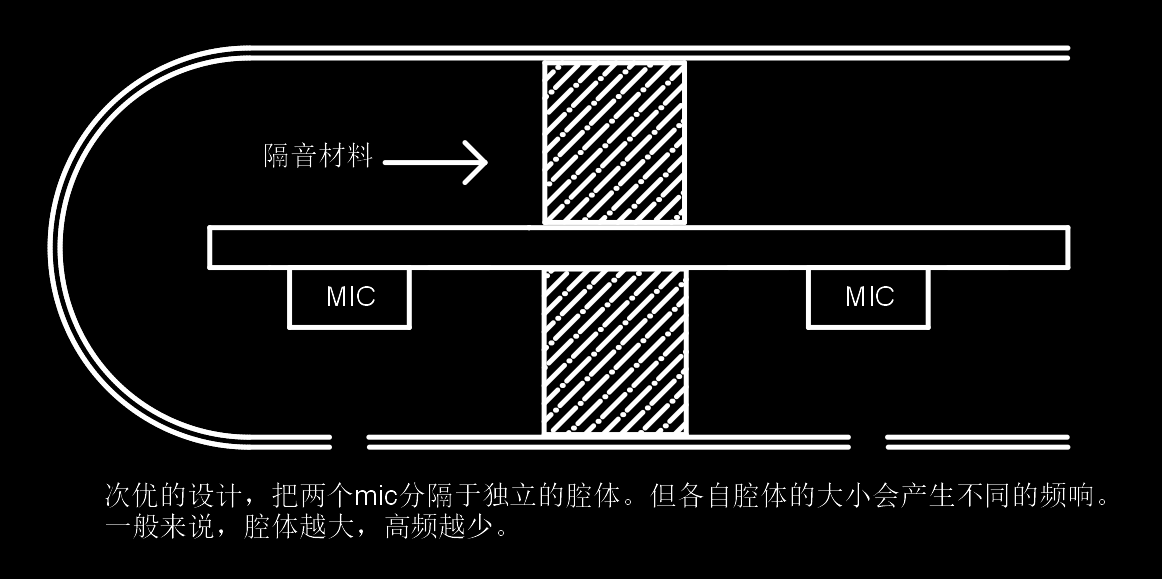 隔音材料
MIC
MIC
次优的设计，把两个mic分隔于独立的腔体。但各自腔体的大小会产生不同的频响。
一般来说，腔体越大，高频越少。